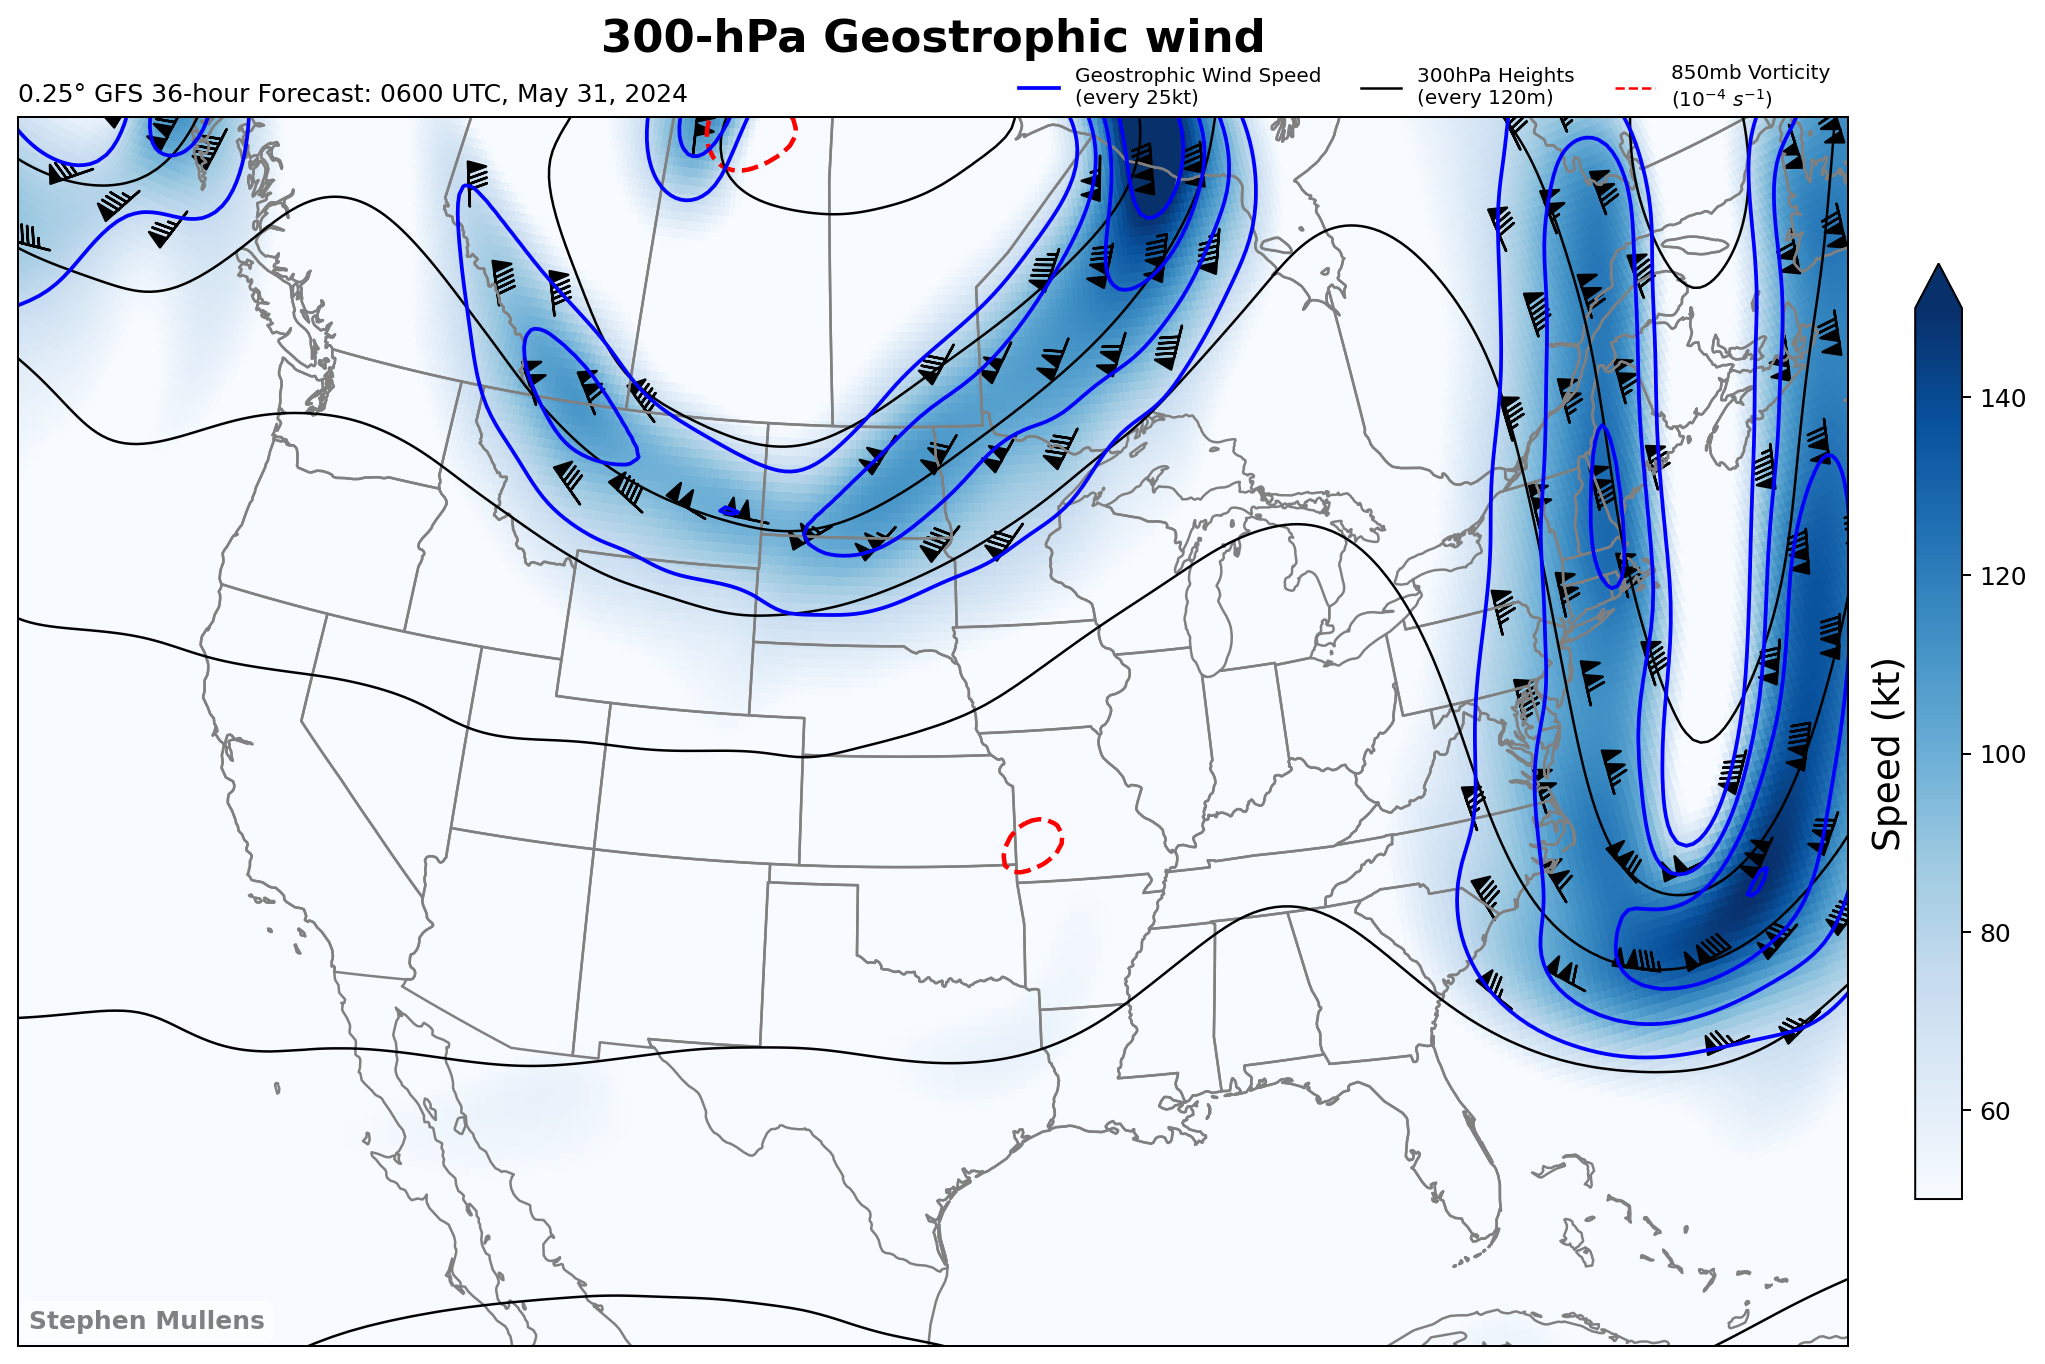 300-hPa Geostrophic wind
0.25° GFS 36-hour Forecast: 0600 UTC, May 31, 2024
Geostrophic Wind Speed
(every 25kt)
300hPa Heights
(every 120m)
850mb Vorticity
(10⁻⁴ s⁻¹)
140
120
100
80
60
Speed (kt)
Stephen Mullens